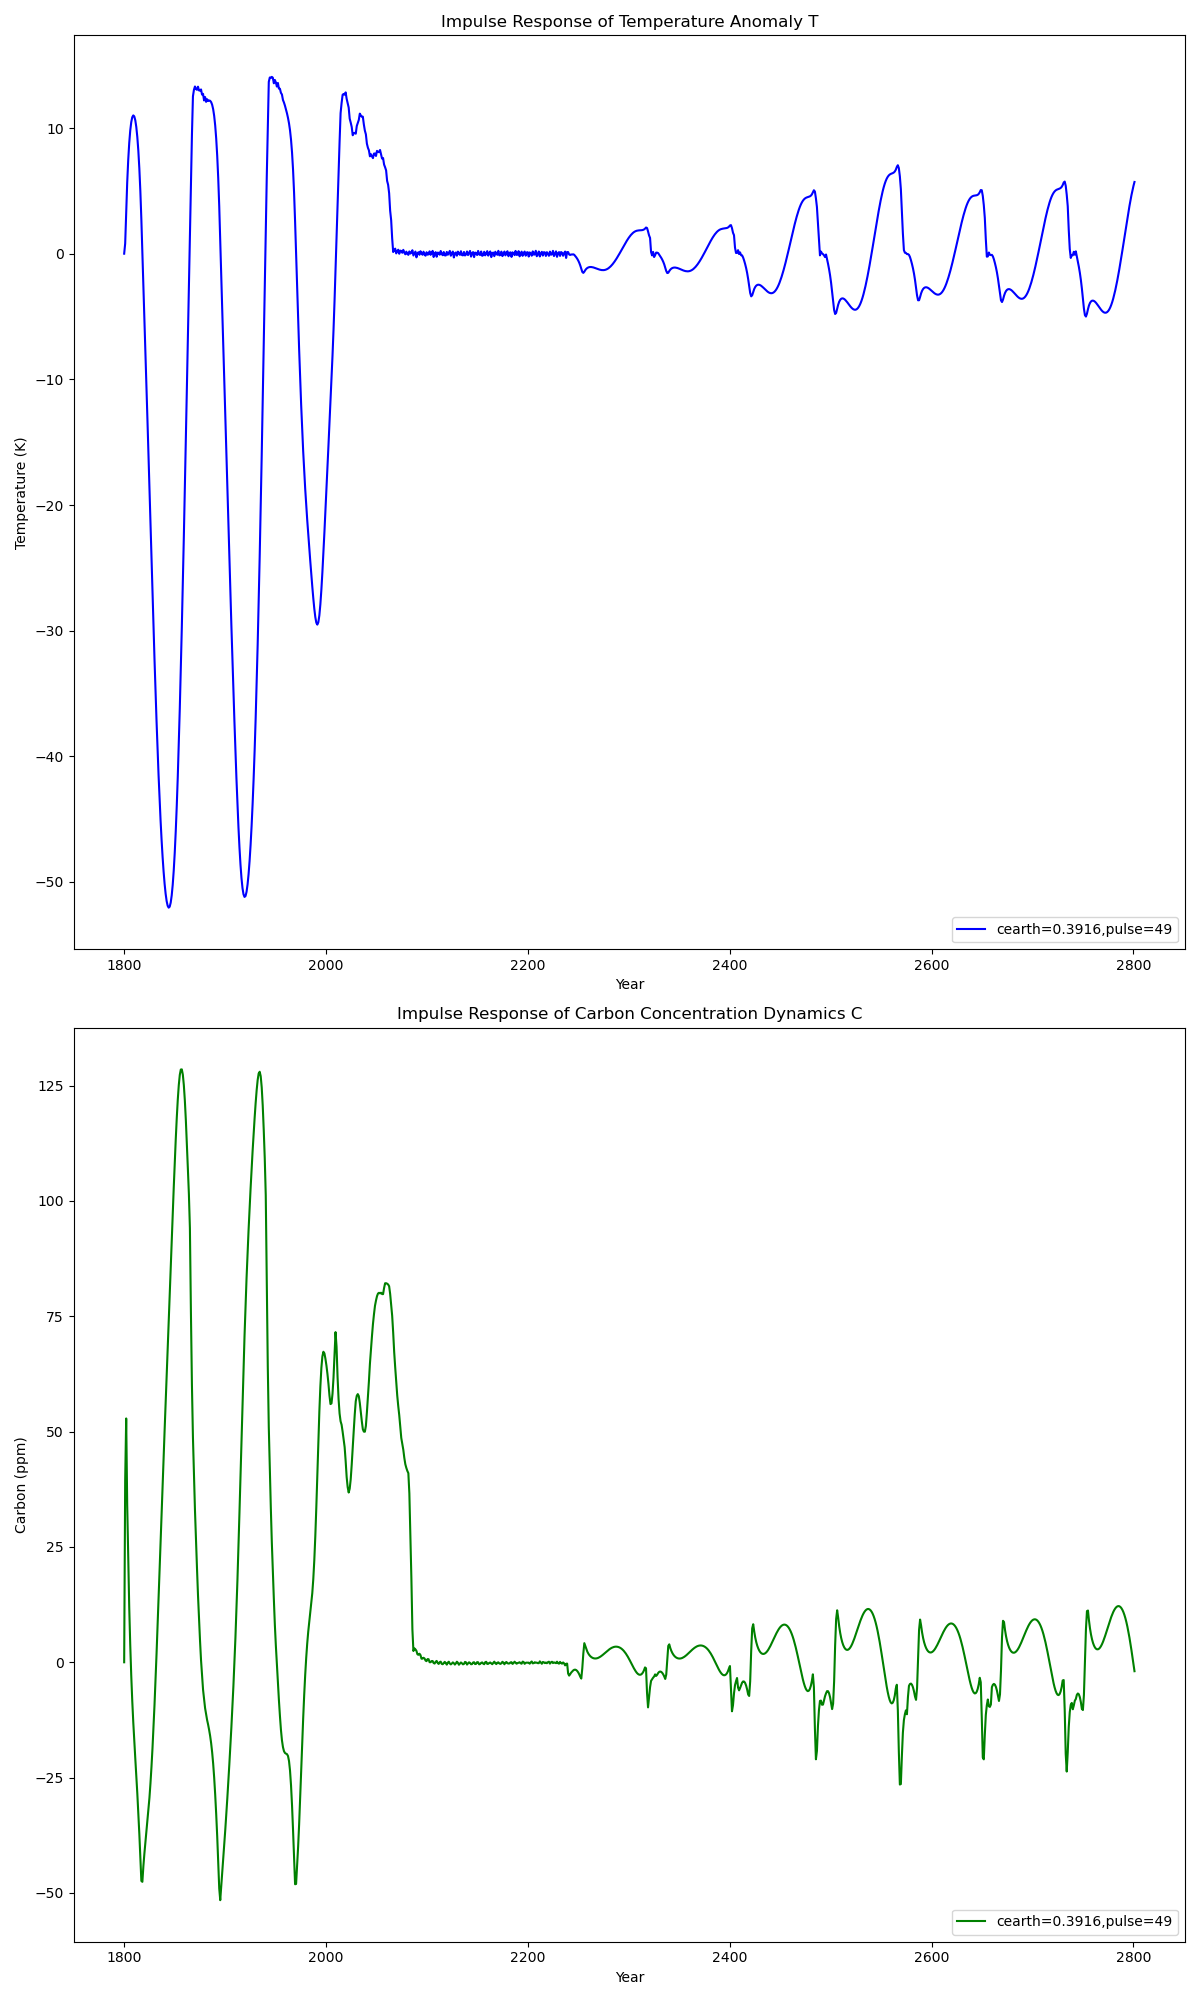 Impulse Response of Temperature Anomaly T
Temperature (K)
10
0
−10
−20
−30
−40
−50
cearth=0.3916,pulse=49
1800 2000 2200 2400 2600 2800
Year
Impulse Response of Carbon Concentration Dynamics C
Carbon (ppm)
125
100
75
50
25
0
−25
−50
cearth=0.3916,pulse=49
1800 2000 2200 2400 2600 2800
Year